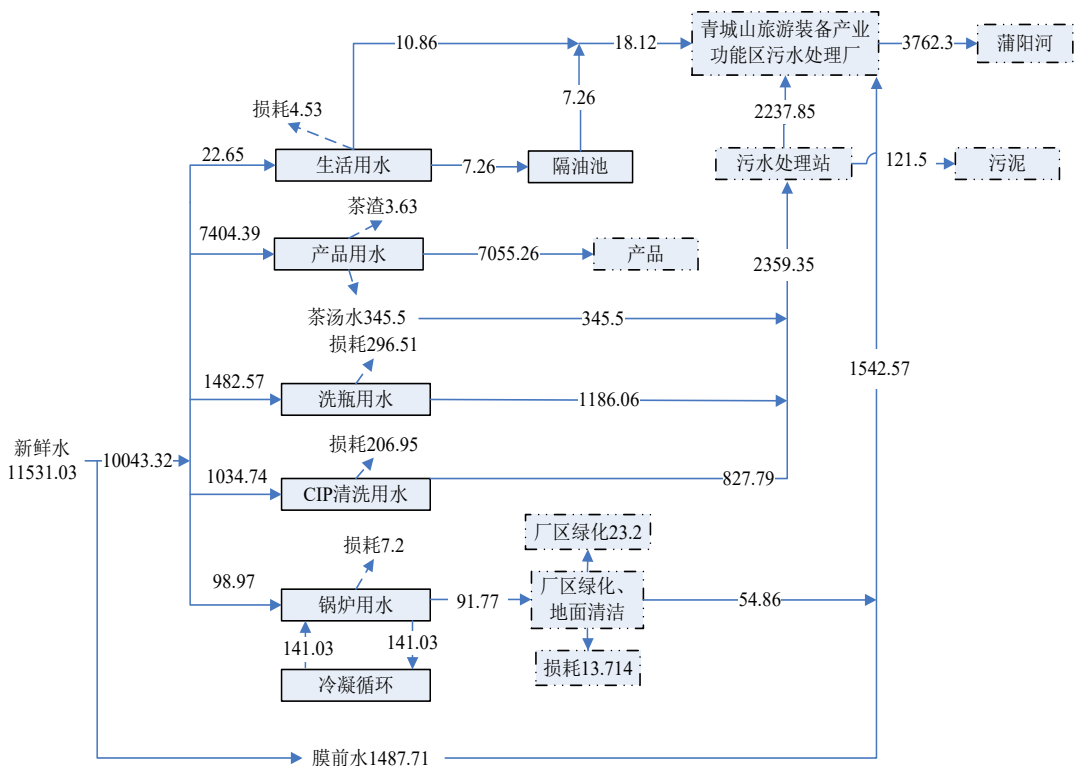 10.86
18.12
青城山旅游装备产业
功能区污水处理厂
3762.3
蒲阳河
7.26
2237.85
损耗4.53
22.65
生活用水
7.26
隔油池
污水处理站
121.5
污泥
茶渣3.63
7404.39
产品用水
7055.26
产品
2359.35
茶汤水345.5
345.5
损耗296.51
1542.57
1482.57
洗瓶用水
1186.06
新鲜水
11531.03
10043.32
损耗206.95
1034.74
CIP清洗用水
827.79
厂区绿化23.2
损耗7.2
98.97
锅炉用水
91.77
厂区绿化、
地面清洁
54.86
141.03
141.03
损耗13.714
冷凝循环
膜前水1487.71